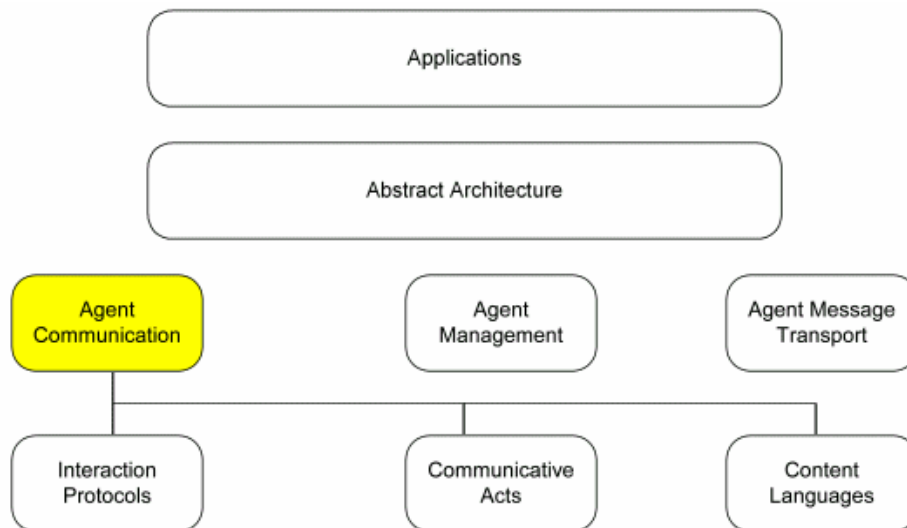 Applications
Abstract Architecture
Agent
Communication
Agent
Management
Agent Message
Transport
Interaction
Protocols
Communicative
Acts
Content
Languages